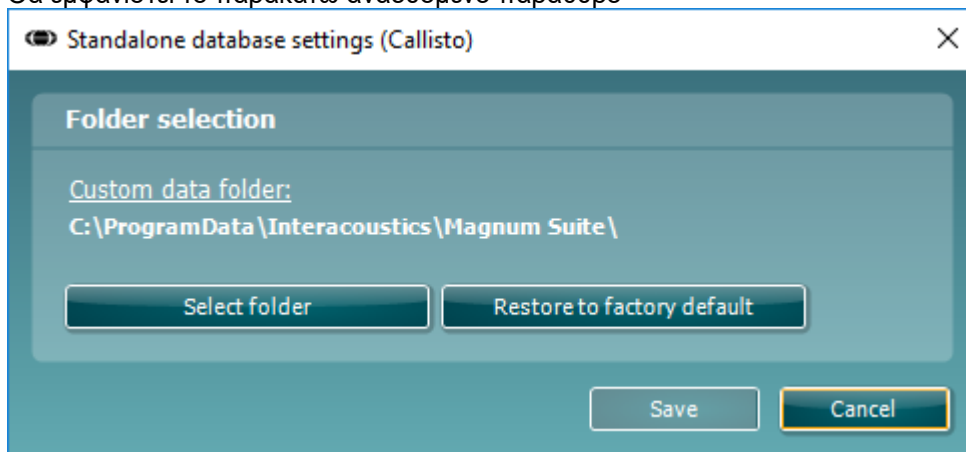 Standalone database settings (Callisto)
Folder selection
Custom data folder:
C:\ProgramData\Interacoustics\Magnum Suite\
Select folder
Restore to factory default
Save
Cancel